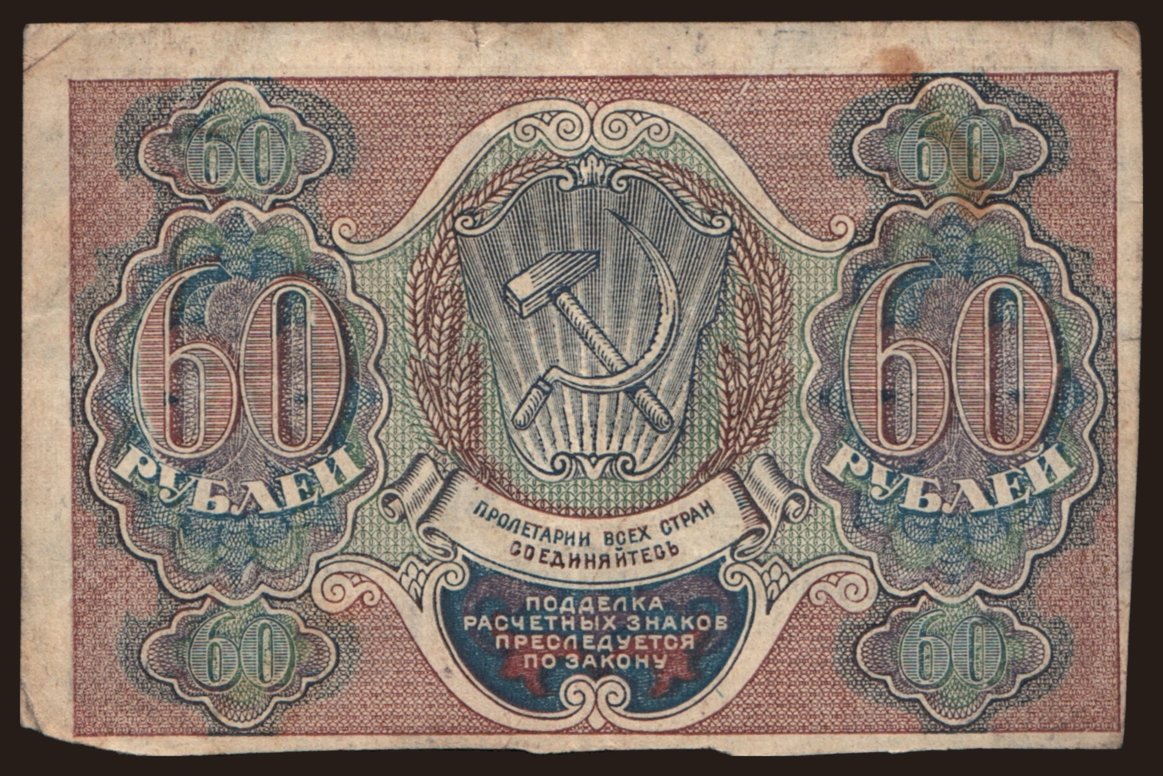 60 60
60 60
РУБЛЕЙ РУБЛЕЙ
ПРОЛЕТАРИИ ВСЕХ СТРАН
СОЕДИНЯЙТЕСЬ
ПОДДЕЛКА
РАСЧЕТНЫХ ЗНАКОВ
ПРЕСЛЕДУЕТСЯ
ПО ЗАКОНУ
60 60